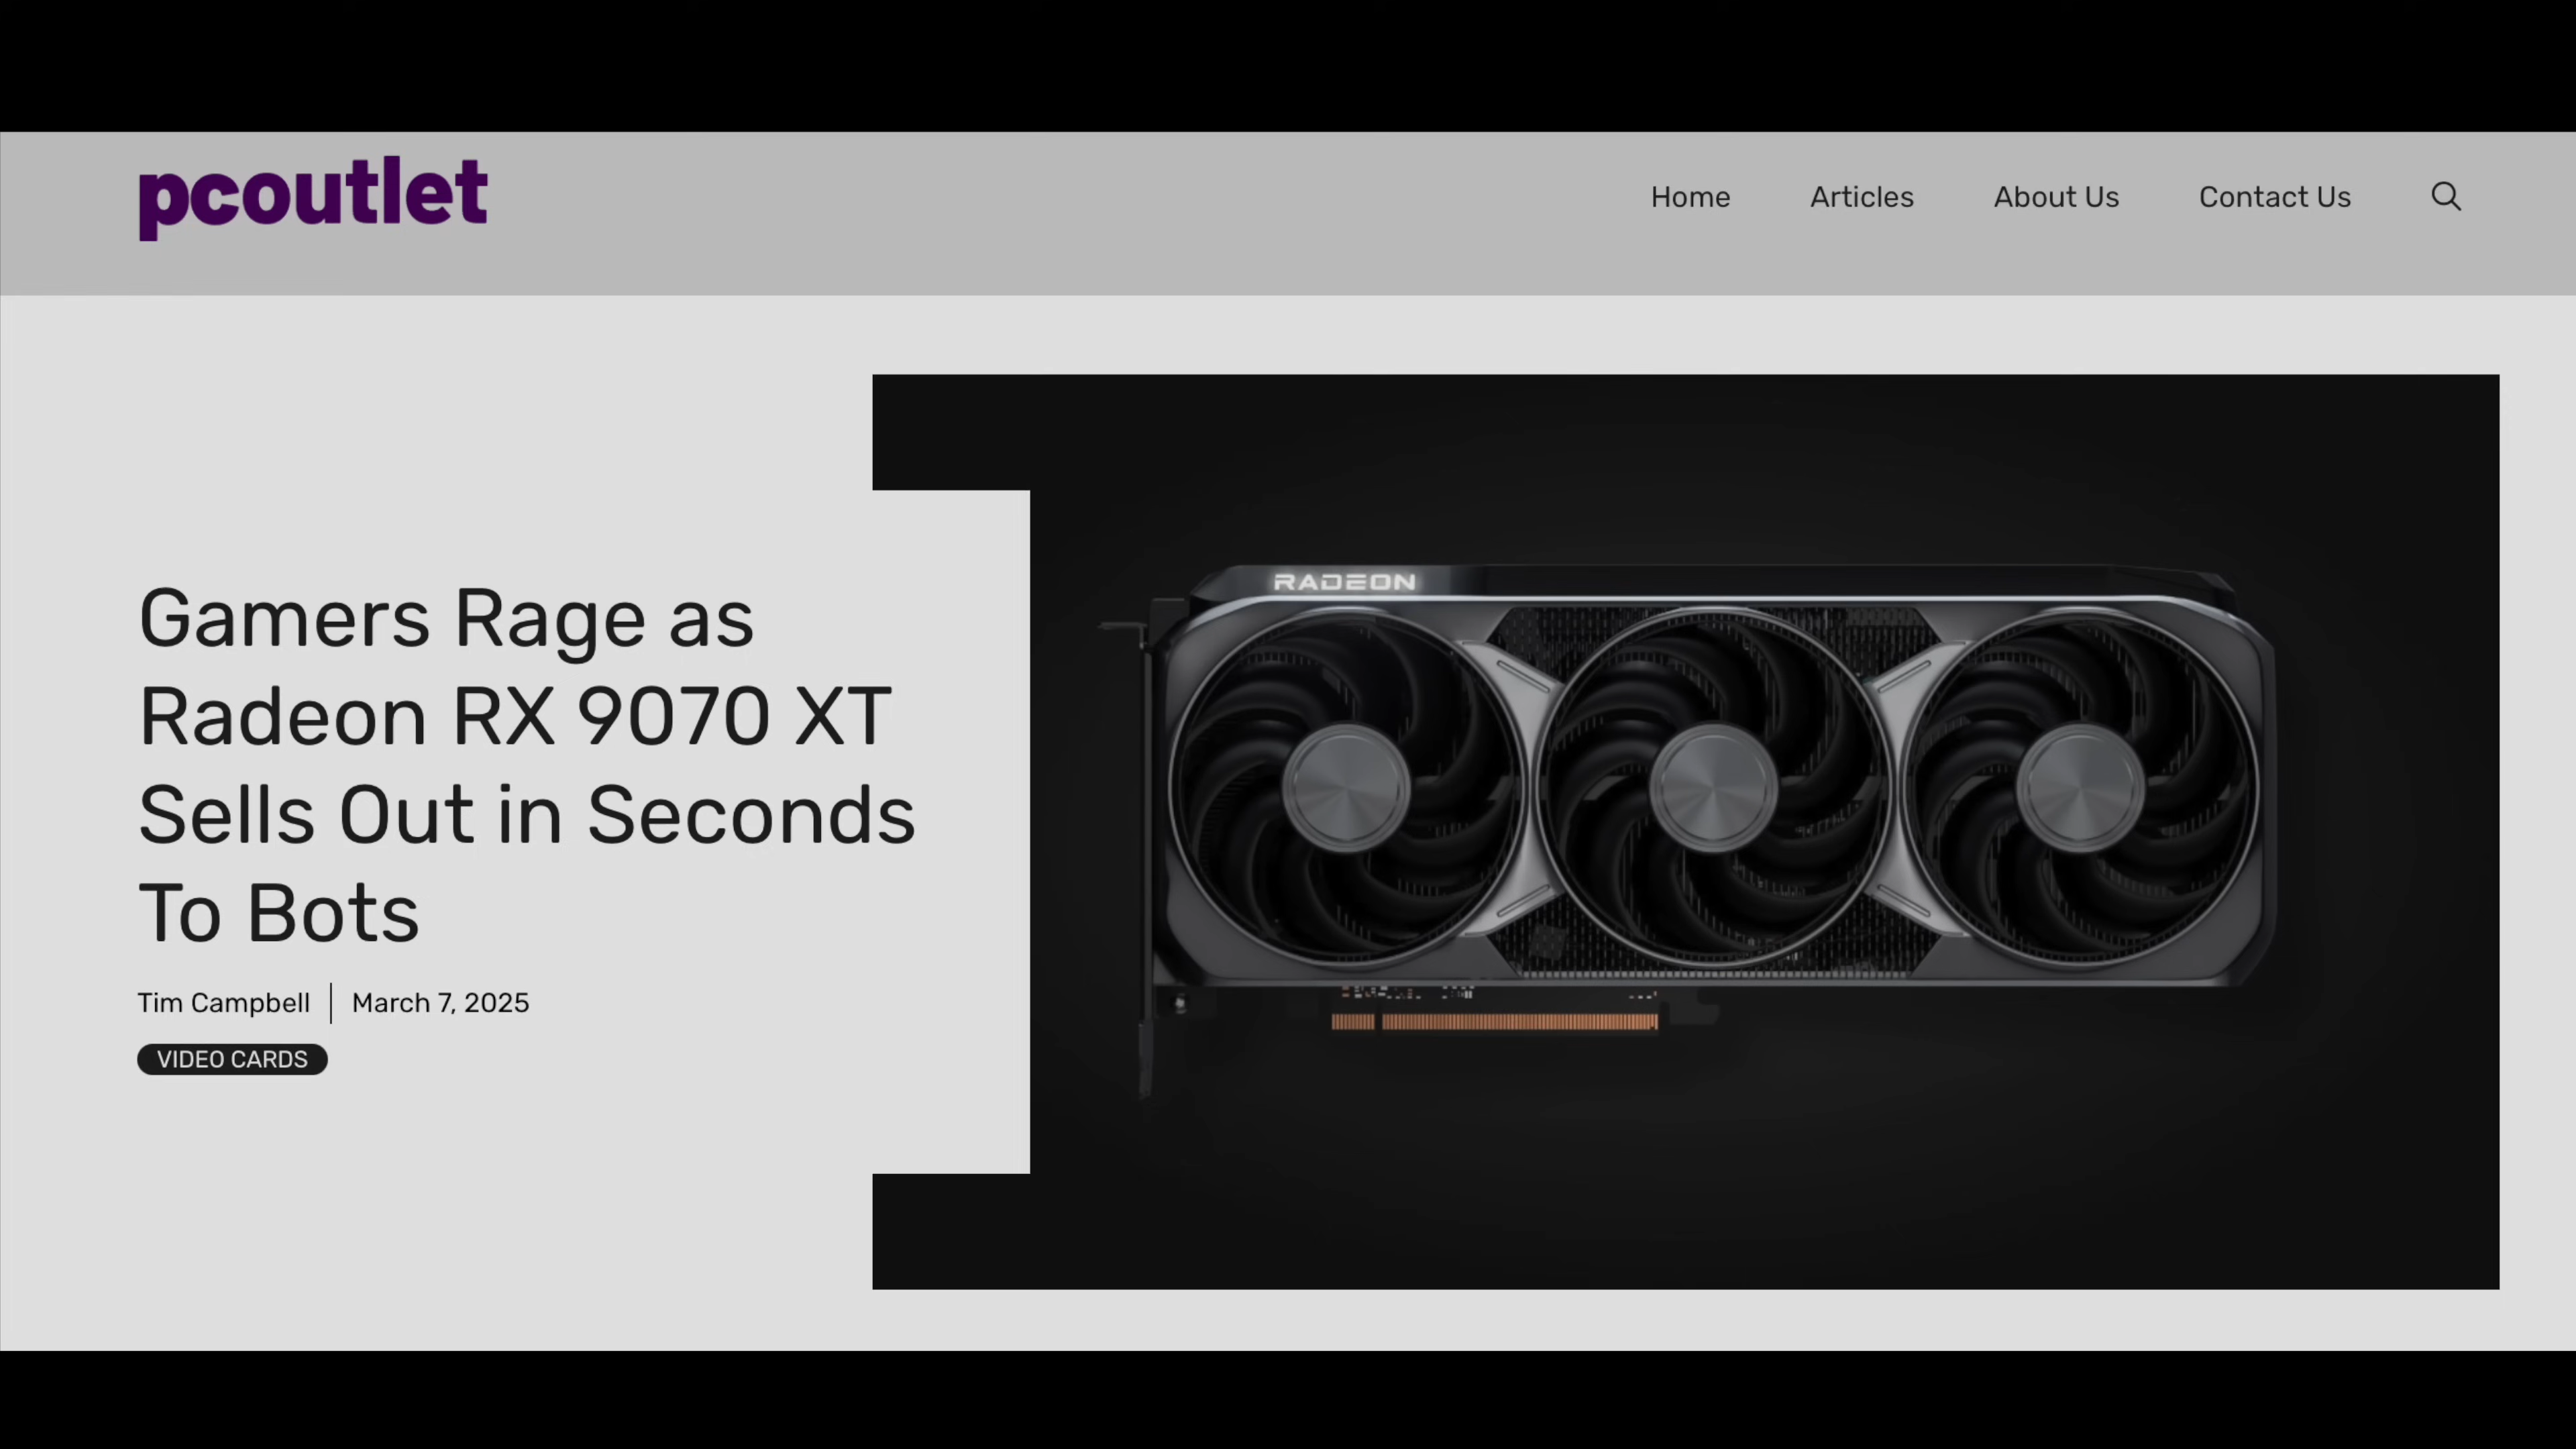 pcoutlet
Home
Articles
About Us
Contact Us
RADEON
Gamers Rage as
Radeon RX 9070 XT
Sells Out in Seconds
To Bots
Tim Campbell
March 7, 2025
VIDEO CARDS